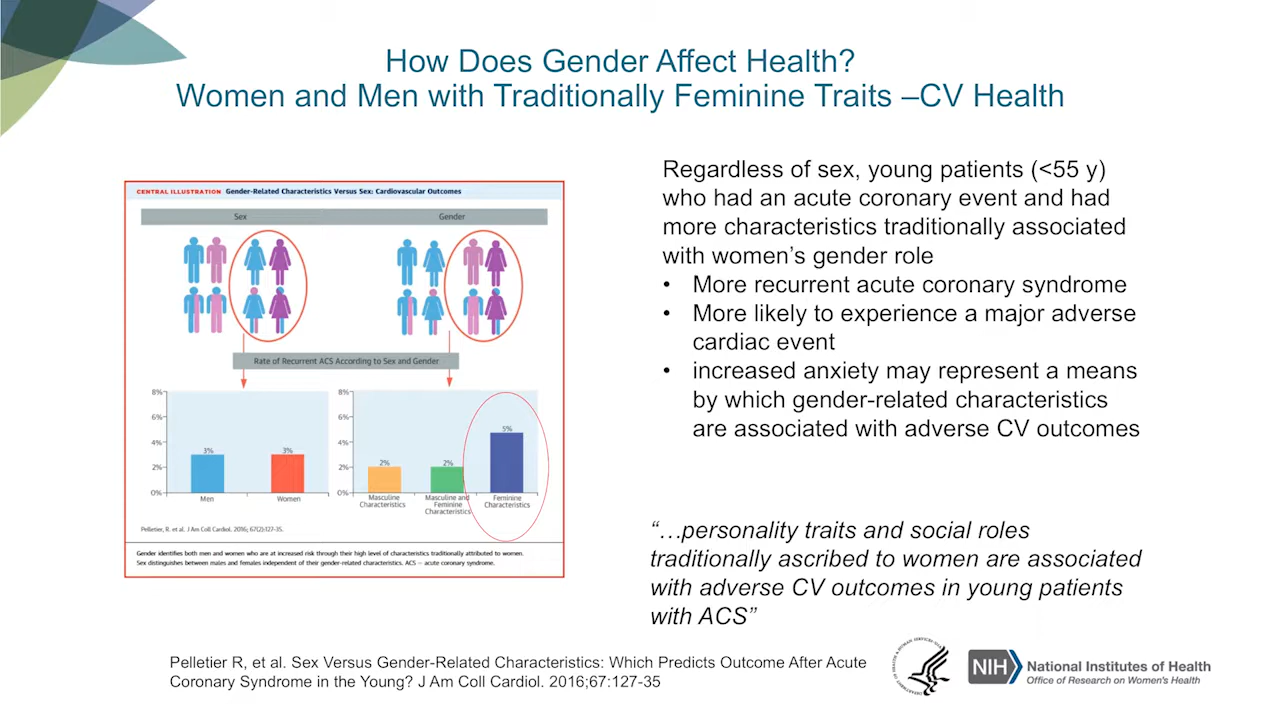 How Does Gender Affect Health?
Women and Men with Traditionally Feminine Traits –CV Health
CENTRAL ILLUSTRATION Gender-Related Characteristics Versus Sex: Cardiovascular Outcomes
Sex
Gender
Rate of Recurrent ACS According to Sex and Gender
8%
6%
4%
2%
0%
3%
3%
Men
Women
8%
6%
4%
2%
0%
2%
2%
5%
Masculine
Characteristics
Masculine and
Feminine
Characteristics
Feminine
Characteristics
Pelletier, R. et al. J Am Coll Cardiol. 2016; 67(2):127-35.
Gender identifies both men and women who are at increased risk through their high level of characteristics traditionally attributed to women.
Sex distinguishes between males and females independent of their gender-related characteristics. ACS = acute coronary syndrome.
Regardless of sex, young patients (<55 y)
who had an acute coronary event and had
more characteristics traditionally associated
with women’s gender role
• More recurrent acute coronary syndrome
• More likely to experience a major adverse
cardiac event
• increased anxiety may represent a means
by which gender-related characteristics
are associated with adverse CV outcomes
“…personality traits and social roles
traditionally ascribed to women are associated
with adverse CV outcomes in young patients
with ACS”
Pelletier R, et al. Sex Versus Gender-Related Characteristics: Which Predicts Outcome After Acute
Coronary Syndrome in the Young? J Am Coll Cardiol. 2016;67:127-35
NIH
National Institutes of Health
Office of Research on Women's Health